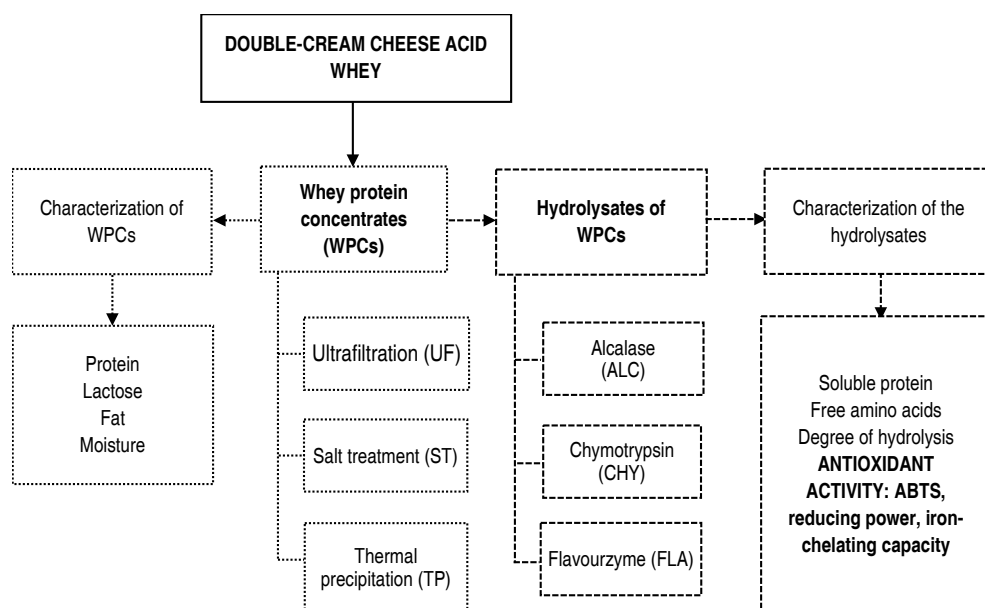 DOUBLE-CREAM CHEESE ACID
WHEY
Characterization of
WPCs
Whey protein
concentrates
(WPCs)
Hydrolysates of
WPCs
Characterization of the
hydrolysates
Protein
Lactose
Fat
Moisture
Ultrafiltration (UF)
Salt treatment (ST)
Thermal
precipitation (TP)
Alcalase
(ALC)
Chymotrypsin
(CHY)
Flavourzyme (FLA)
Soluble protein
Free amino acids
Degree of hydrolysis
ANTIOXIDANT
ACTIVITY: ABTS,
reducing power, iron-
chelating capacity